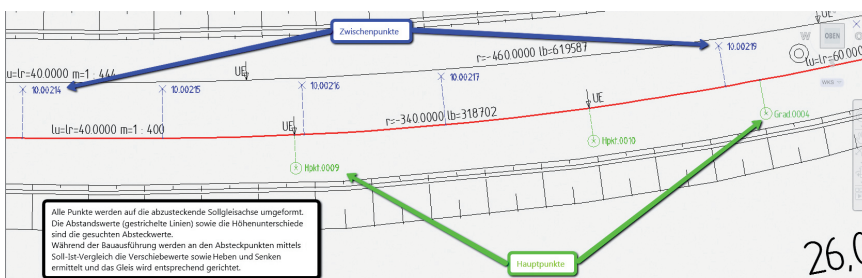 Zwischenpunkte
r=-460.0000 lb=619587
UE
W
OBEN
10.00219
lu=lr=60.000
u=lr=40.0000 m=1 : 444
UE
10.00214
10.00215
10.00216
10.00217
WKS
lu=lr=40.0000 m=1 : 400
UE
r=-340.0000 lb=318702
UE
Grad.0004
Hpkt.0009
Hpkt.0010
Alle Punkte werden auf die abzusteckende Sollgleisachse umgeformt.
Die Abstandswerte (gestrichelte Linien) sowie die Höhenunterschiede
sind die gesuchten Absteckwerte.
Während der Bauausführung werden an den Absteckpunkten mittels
Soll-Ist-Vergleich die Verschiebewerte sowie Heben und Senken
ermittelt und das Gleis wird entsprechend gerichtet.
Hauptpunkte
26,0